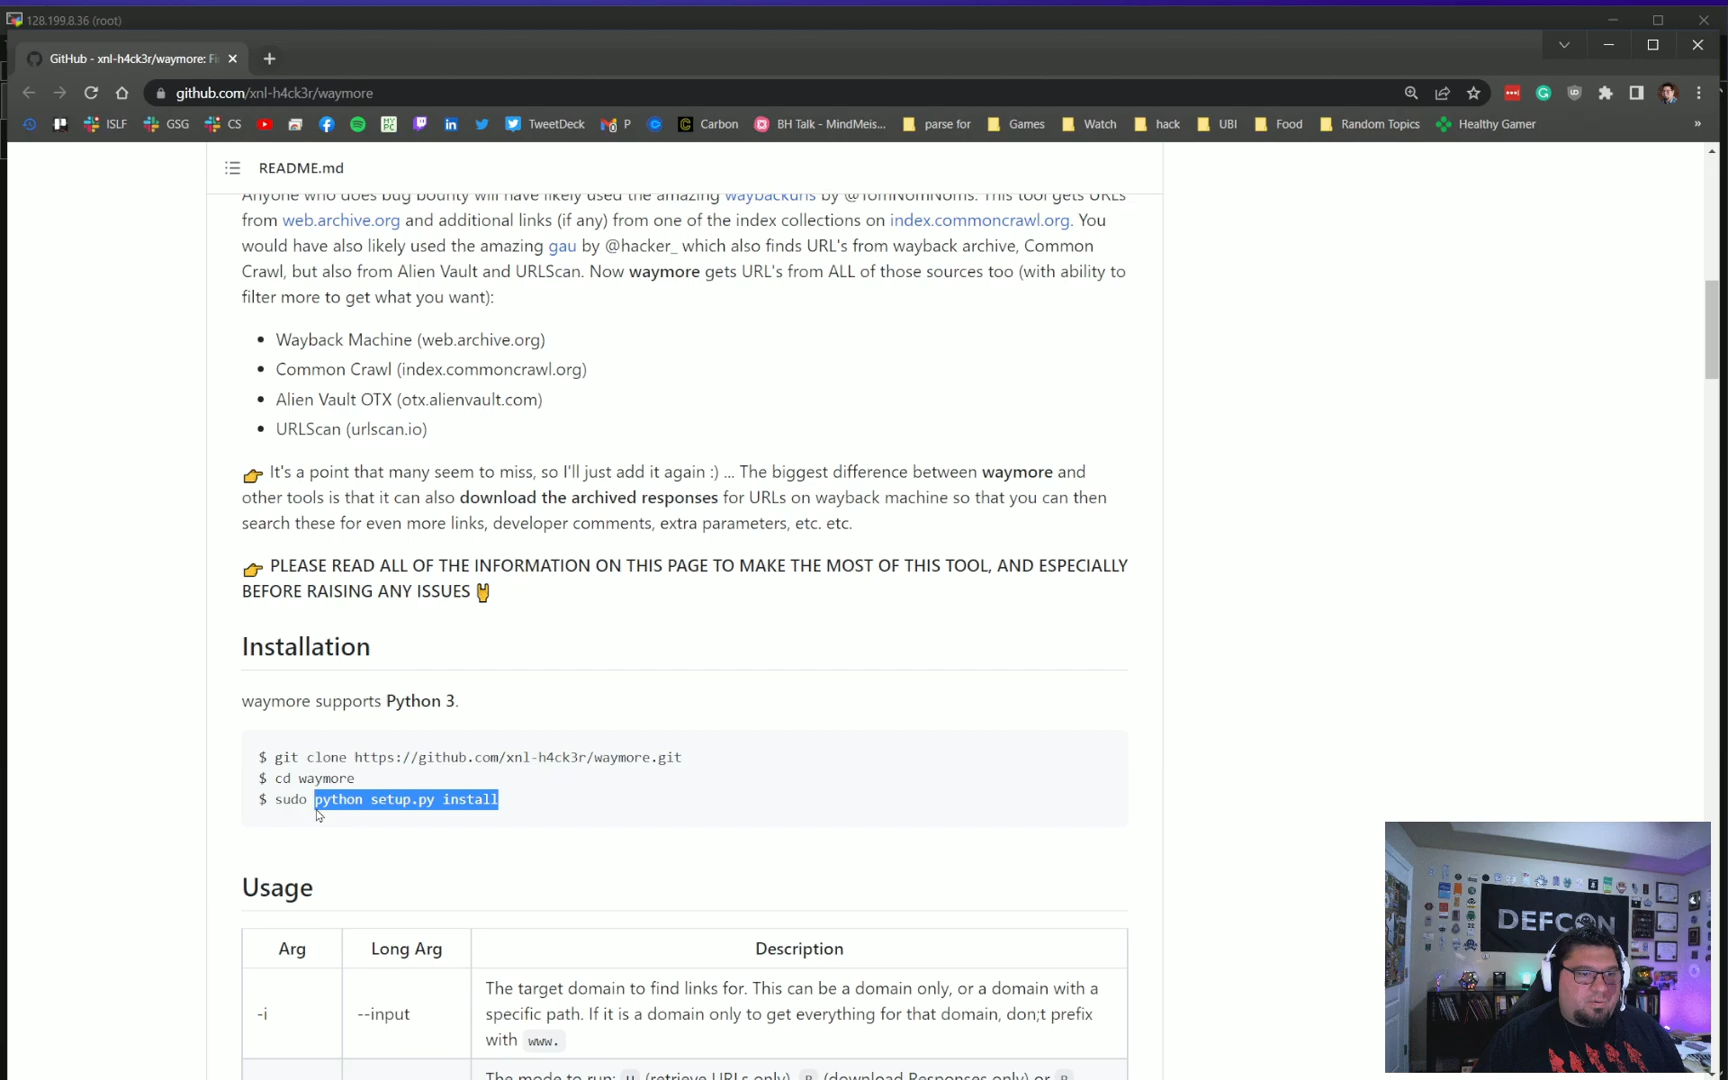 128.199.8.36 (root)
GitHub - xnl-h4ck3r/waymore: Fi
github.com/xnl-h4ck3r/waymore
ISLF GSG CS TweetDeck P Carbon BH Talk - MindMeis... parse for Games Watch hack UBI Food Random Topics Healthy Gamer »
README.md
Anyone who does bug bounty will have likely used the amazing waybackurls by @TomNomNoms. This tool gets URLs
from web.archive.org and additional links (if any) from one of the index collections on index.commoncrawl.org. You
would have also likely used the amazing gau by @hacker_ which also finds URL's from wayback archive, Common
Crawl, but also from Alien Vault and URLScan. Now waymore gets URL's from ALL of those sources too (with ability to
filter more to get what you want):
• Wayback Machine (web.archive.org)
• Common Crawl (index.commoncrawl.org)
• Alien Vault OTX (otx.alienvault.com)
• URLScan (urlscan.io)
👉 It's a point that many seem to miss, so I'll just add it again :) ... The biggest difference between waymore and
other tools is that it can also download the archived responses for URLs on wayback machine so that you can then
search these for even more links, developer comments, extra parameters, etc. etc.
👉 PLEASE READ ALL OF THE INFORMATION ON THIS PAGE TO MAKE THE MOST OF THIS TOOL, AND ESPECIALLY
BEFORE RAISING ANY ISSUES 🤘
Installation
waymore supports Python 3.
$ git clone https://github.com/xnl-h4ck3r/waymore.git
$ cd waymore
$ sudo python setup.py install
Usage
Arg Long Arg Description
-i --input The target domain to find links for. This can be a domain only, or a domain with a
specific path. If it is a domain only to get everything for that domain, don;t prefix
with www.
The mode to run: U (retrieve URLs only), R (download Responses only) or B
DEFCON